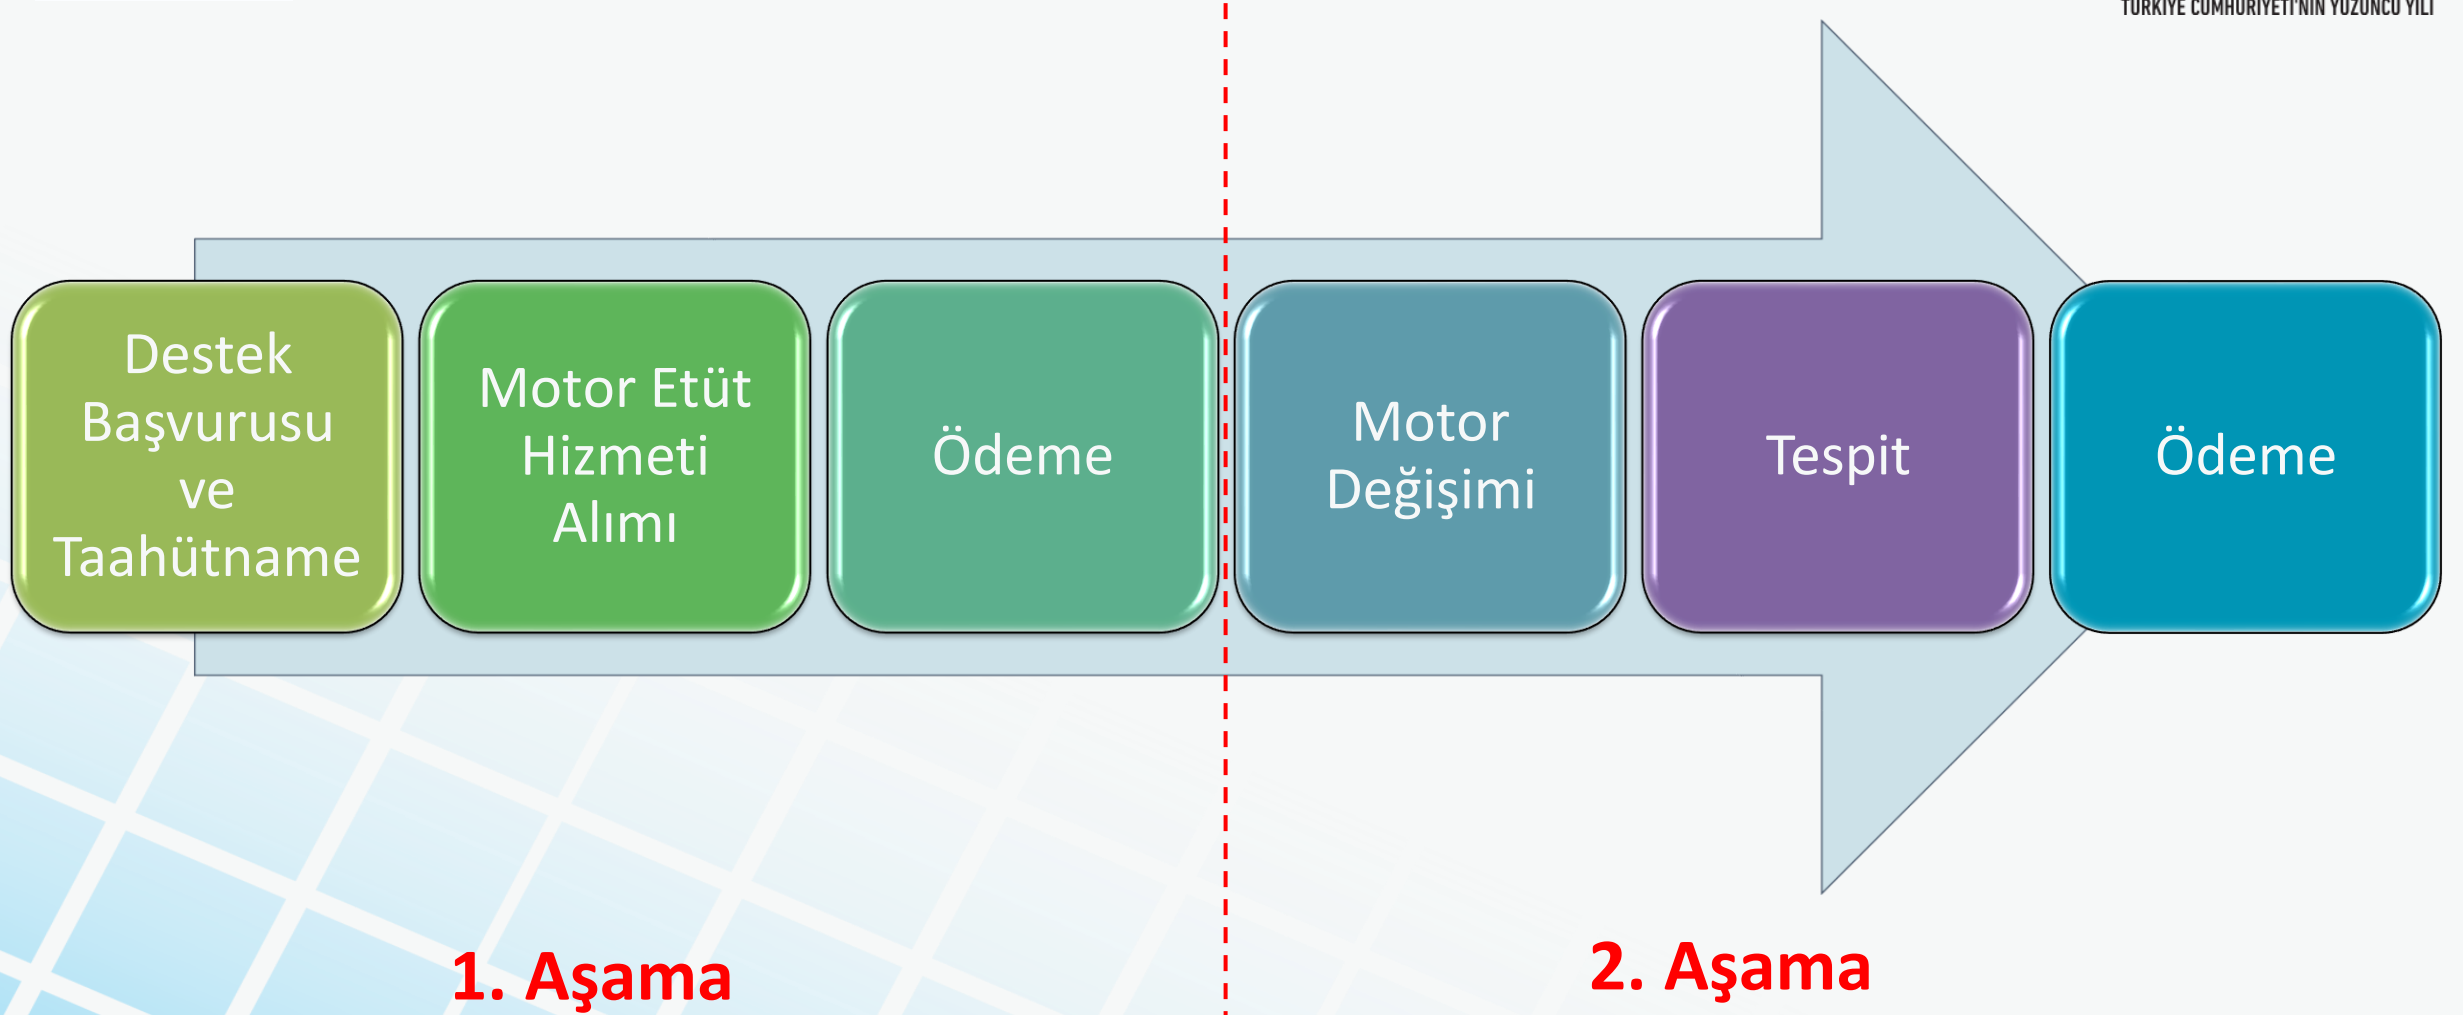 TÜRKİYE CUMHURİYETİ'NİN YÜZÜNCÜ YILI
Destek
Başvurusu
ve
Taahütname
Motor Etüt
Hizmeti
Alımı
Ödeme
Motor
Değişimi
Tespit
Ödeme
1. Aşama
2. Aşama